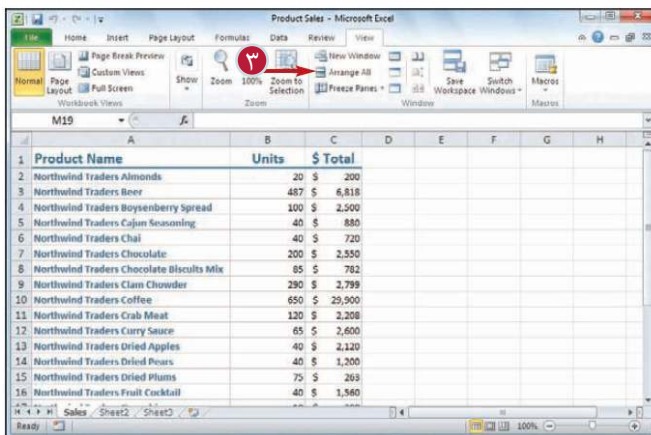 Product Sales - Microsoft Excel
File Home Insert Page Layout Formulas Data Review View
Normal Page Layout Page Break Preview Custom Views Full Screen Show Zoom 100% Zoom to Selection New Window Arrange All Freeze Panes Save Workspace Switch Windows Macros
Workbook Views Zoom Window Macros
۳
M19 fx
A B C D E F G H
1 Product Name Units $ Total
2 Northwind Traders Almonds 20 $ 200
3 Northwind Traders Beer 487 $ 6,818
4 Northwind Traders Boysenberry Spread 100 $ 2,500
5 Northwind Traders Cajun Seasoning 40 $ 880
6 Northwind Traders Chai 40 $ 720
7 Northwind Traders Chocolate 200 $ 2,550
8 Northwind Traders Chocolate Biscuits Mix 85 $ 782
9 Northwind Traders Clam Chowder 290 $ 2,799
10 Northwind Traders Coffee 650 $ 29,900
11 Northwind Traders Crab Meat 120 $ 2,208
12 Northwind Traders Curry Sauce 65 $ 2,600
13 Northwind Traders Dried Apples 40 $ 2,120
14 Northwind Traders Dried Pears 40 $ 1,200
15 Northwind Traders Dried Plums 75 $ 263
16 Northwind Traders Fruit Cocktail 40 $ 1,560
Sales Sheet2 Sheet3
Ready 100%